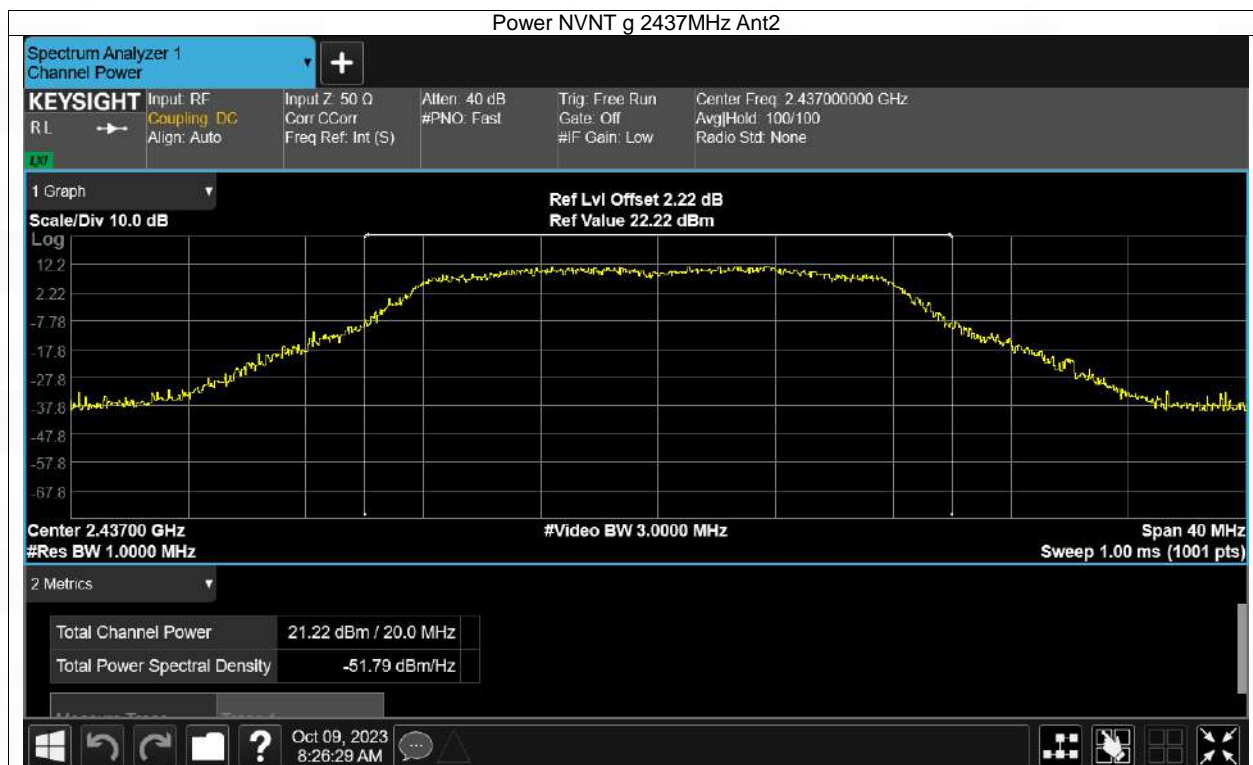 Power NVNT g 2437MHz Ant2
Spectrum Analyzer 1
Channel Power
KEYSIGHT
RL
LXI
Input: RF
Coupling: DC
Align: Auto
Input Z: 50 Ω
Corr CCorr
Freq Ref: Int (S)
Atten: 40 dB
#PNO: Fast
Trig: Free Run
Gate: Off
#IF Gain: Low
Center Freq: 2.437000000 GHz
Avg|Hold: 100/100
Radio Std: None
1 Graph
Ref Lvl Offset 2.22 dB
Scale/Div 10.0 dB
Ref Value 22.22 dBm
Log
12.2
2.22
-7.78
-17.8
-27.8
-37.8
-47.8
-57.8
-67.8
Center 2.43700 GHz
#Video BW 3.0000 MHz
Span 40 MHz
#Res BW 1.0000 MHz
Sweep 1.00 ms (1001 pts)
2 Metrics
Total Channel Power 21.22 dBm / 20.0 MHz
Total Power Spectral Density -51.79 dBm/Hz
?
Oct 09, 2023
8:26:29 AM